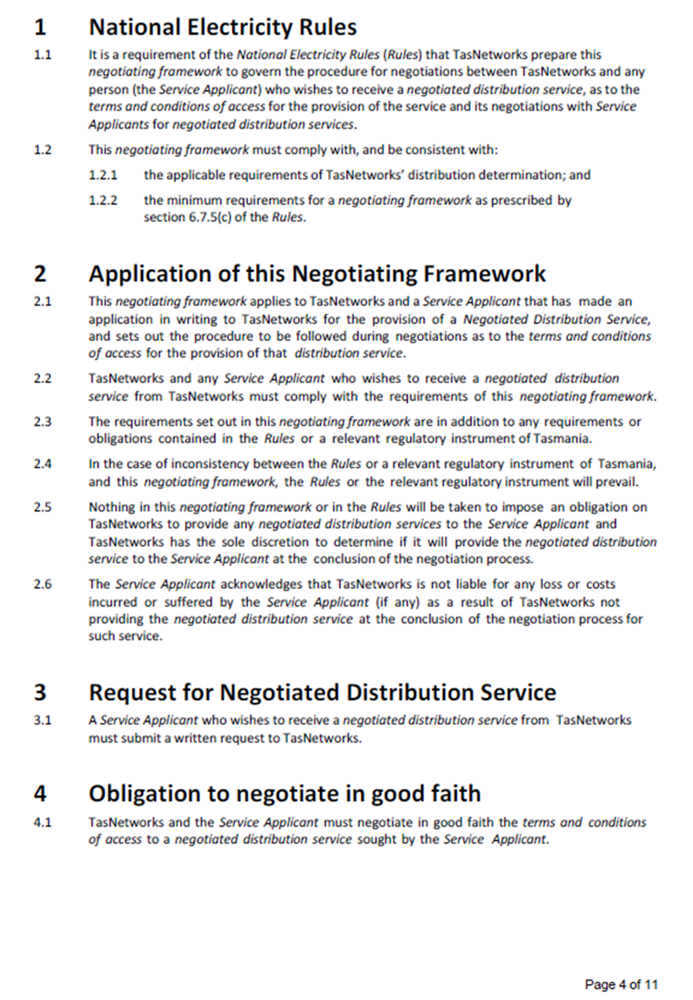 1 National Electricity Rules
1.1 It is a requirement of the National Electricity Rules (Rules) that TasNetworks prepare this
negotiating framework to govern the procedure for negotiations between TasNetworks and any
person (the Service Applicant) who wishes to receive a negotiated distribution service, as to the
terms and conditions of access for the provision of the service and its negotiations with Service
Applicants for negotiated distribution services.
1.2 This negotiating framework must comply with, and be consistent with:
1.2.1 the applicable requirements of TasNetworks' distribution determination; and
1.2.2 the minimum requirements for a negotiating framework as prescribed by
section 6.7.5(c) of the Rules.
2 Application of this Negotiating Framework
2.1 This negotiating framework applies to TasNetworks and a Service Applicant that has made an
application in writing to TasNetworks for the provision of a Negotiated Distribution Service,
and sets out the procedure to be followed during negotiations as to the terms and conditions
of access for the provision of that distribution service.
2.2 TasNetworks and any Service Applicant who wishes to receive a negotiated distribution
service from TasNetworks must comply with the requirements of this negotiating framework.
2.3 The requirements set out in this negotiating framework are in addition to any requirements or
obligations contained in the Rules or a relevant regulatory instrument of Tasmania.
2.4 In the case of inconsistency between the Rules or a relevant regulatory instrument of Tasmania,
and this negotiating framework, the Rules or the relevant regulatory instrument will prevail.
2.5 Nothing in this negotiating framework or in the Rules will be taken to impose an obligation on
TasNetworks to provide any negotiated distribution services to the Service Applicant and
TasNetworks has the sole discretion to determine if it will provide the negotiated distribution
service to the Service Applicant at the conclusion of the negotiation process.
2.6 The Service Applicant acknowledges that TasNetworks is not liable for any loss or costs
incurred or suffered by the Service Applicant (if any) as a result of TasNetworks not
providing the negotiated distribution service at the conclusion of the negotiation process for
such service.
3 Request for Negotiated Distribution Service
3.1 A Service Applicant who wishes to receive a negotiated distribution service from TasNetworks
must submit a written request to TasNetworks.
4 Obligation to negotiate in good faith
4.1 TasNetworks and the Service Applicant must negotiate in good faith the terms and conditions
of access to a negotiated distribution service sought by the Service Applicant.
Page 4 of 11